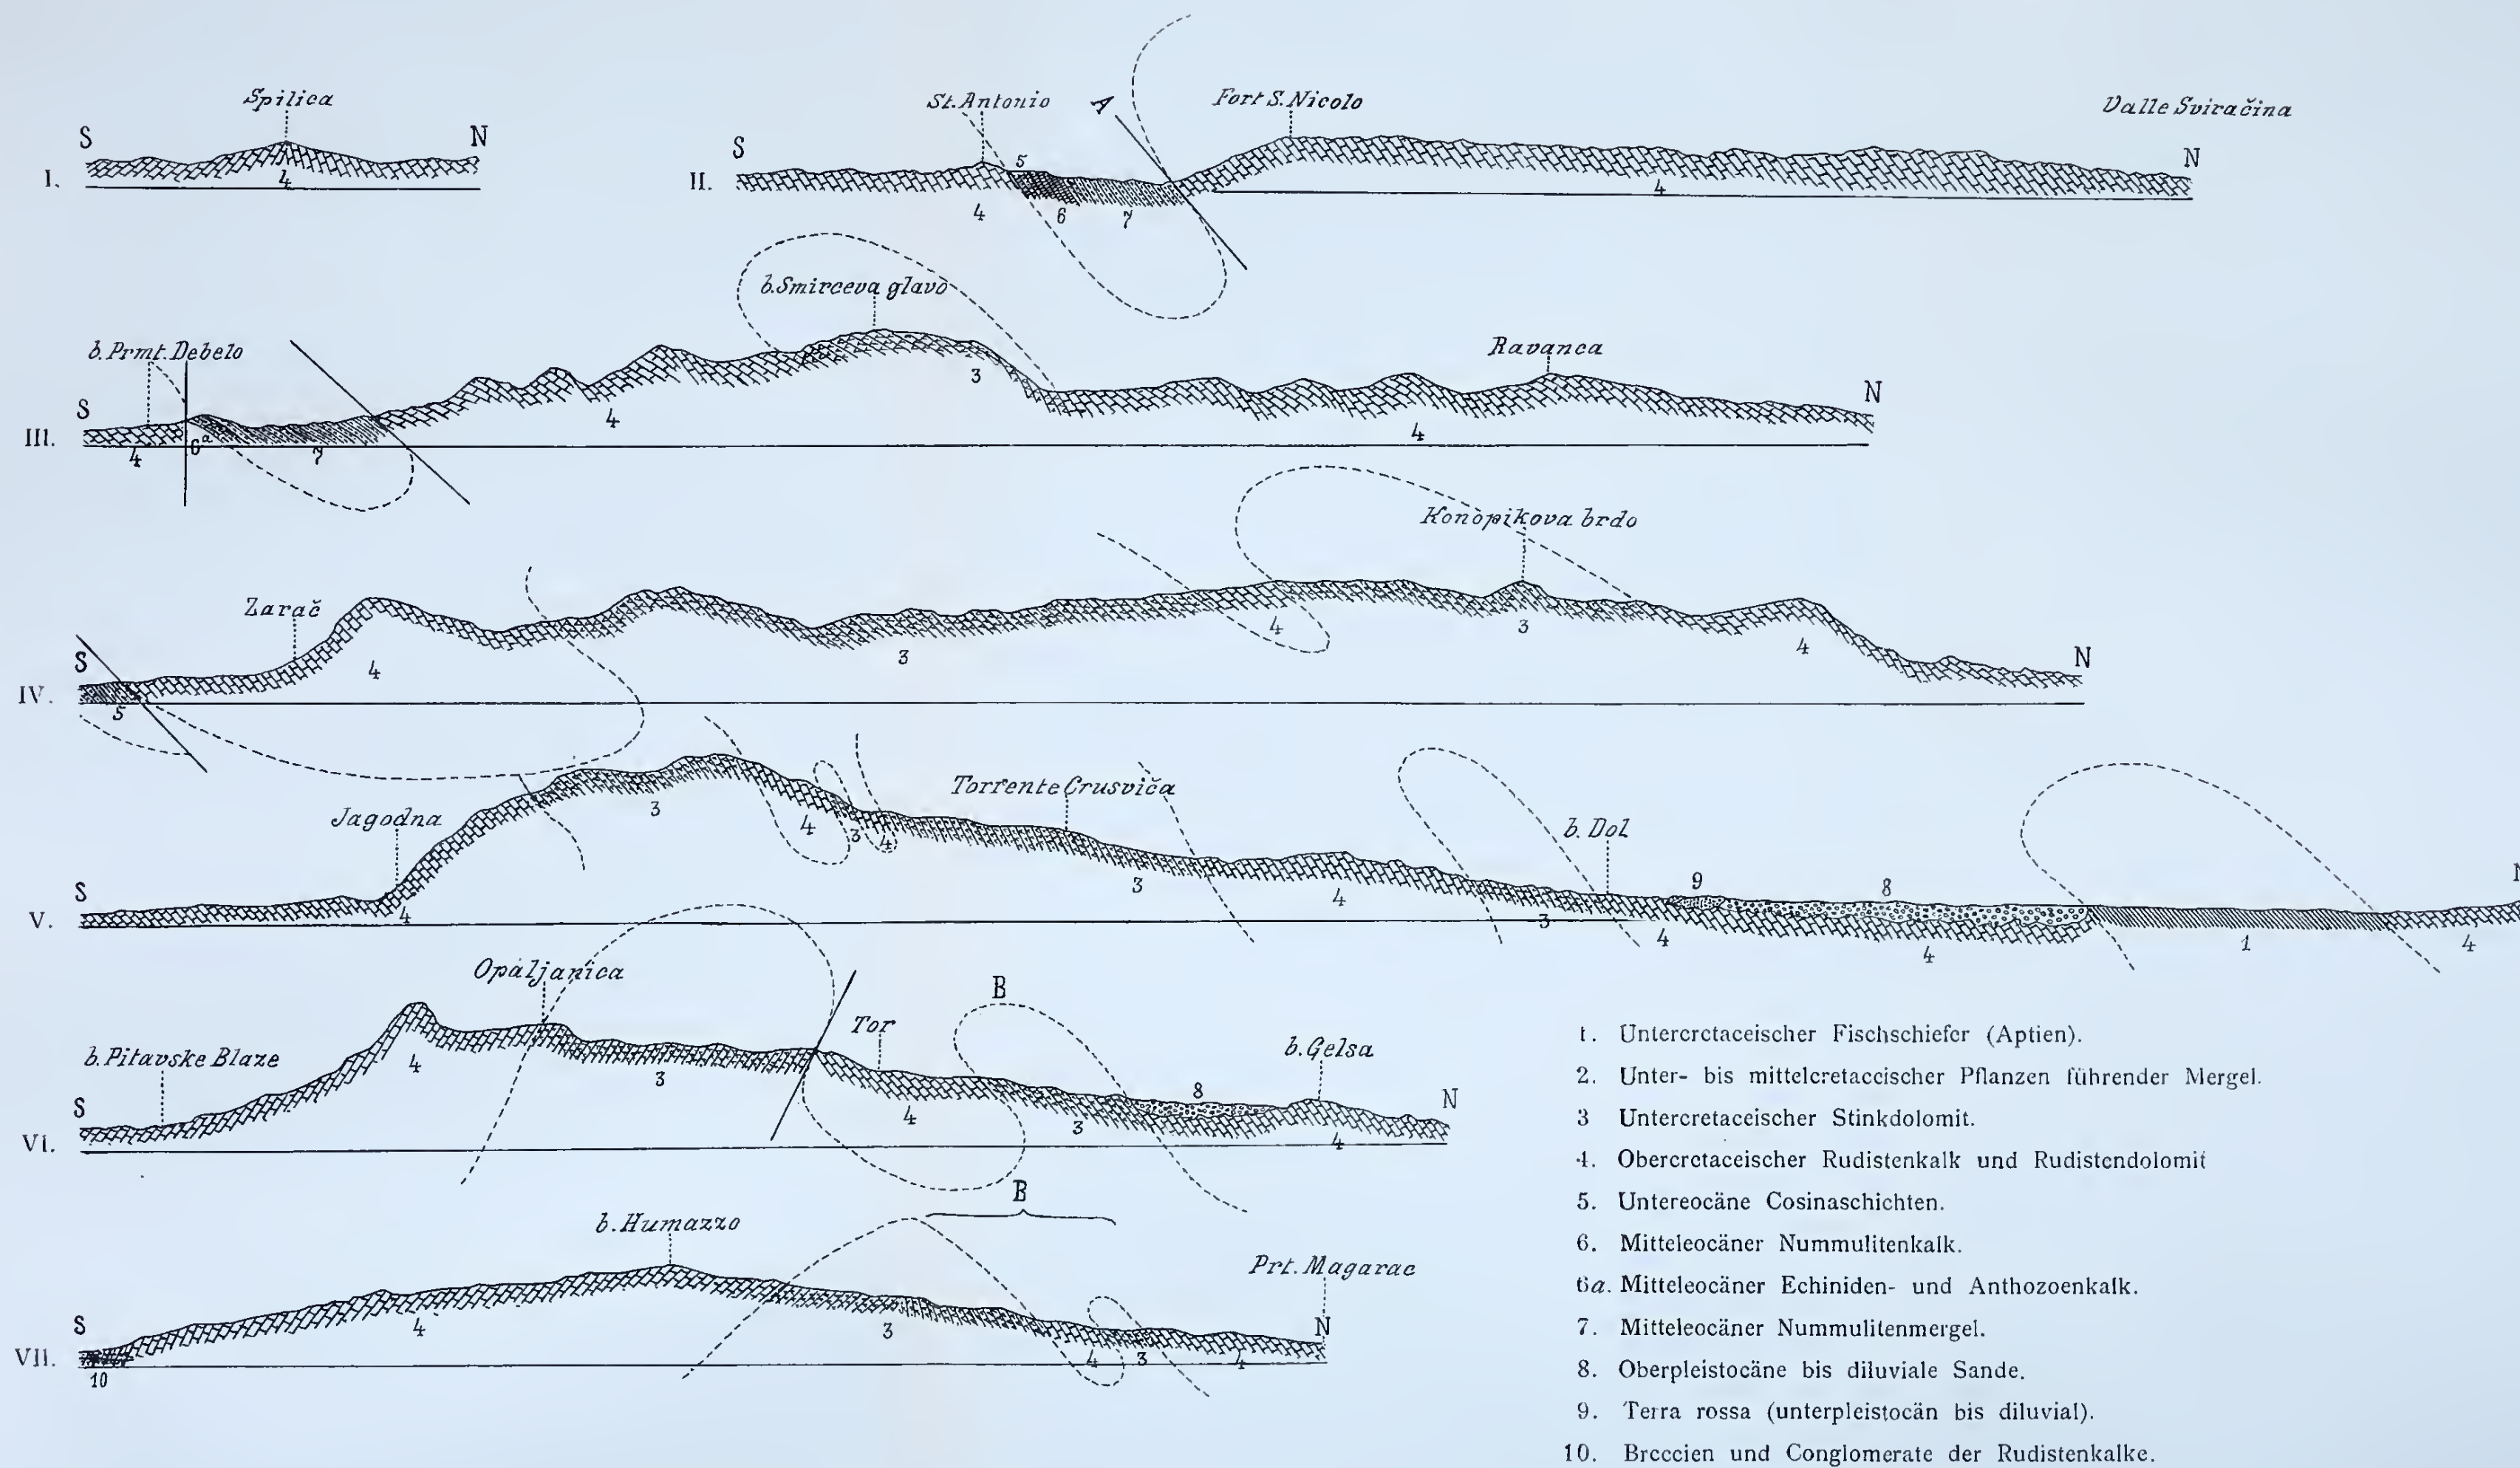 Spilica
S N
I. 4
St. Antonio A Fort S. Nicolo Valle Sviračina
S 5 N
II. 4 6 7 4
b. Smirceva glavo
b. Prmt. Debelo Ravanca
S 3 N
III. 4 6a 7 4 4
Konopikova brdo
Zarač
S 4 3 4 3 4 N
IV. 5
Jagodna 3 Torrente Crusviča b. Dol
S 4 3 4 9 8 N
V. 4 3 4 3 4 4 1 4
Opaljanica B
b. Pitavske Blaze Tor b. Gelsa
S 4 3 8 N
VI. 4 3 4
B
b. Humazzo Prt. Magarac
S 4 3 N
VII. 10 4 3 4
1. Untercretaceischer Fischschiefer (Aptien).
2. Unter- bis mittelcretaceischer Pflanzen führender Mergel.
3 Untercretaceischer Stinkdolomit.
4. Obercretaceischer Rudistenkalk und Rudistendolomit
5. Untereocäne Cosinaschichten.
6. Mitteleocäner Nummulitenkalk.
6a. Mitteleocäner Echiniden- und Anthozoenkalk.
7. Mitteleocäner Nummulitenmergel.
8. Oberpleistocäne bis diluviale Sande.
9. Terra rossa (unterpleistocän bis diluvial).
10. Breccien und Conglomerate der Rudistenkalke.